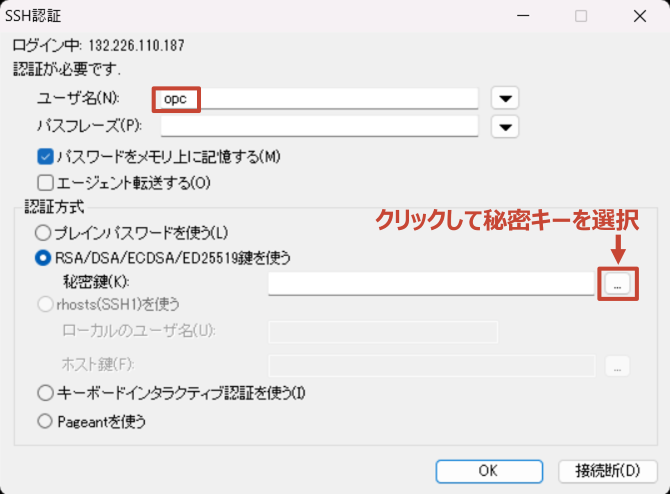 SSH認証
ログイン中: 132.226.110.187
認証が必要です.
ユーザ名(N):
opc
パスフレーズ(P):
パスワードをメモリ上に記憶する(M)
エージェント転送する(O)
認証方式
クリックして秘密キーを選択
プレインパスワードを使う(L)
RSA/DSA/ECDSA/ED25519鍵を使う
秘密鍵(K):
...
rhosts(SSH1)を使う
ローカルのユーザ名(U):
ホスト鍵(F):
...
キーボードインタラクティブ認証を使う(I)
Pageantを使う
OK
接続断(D)